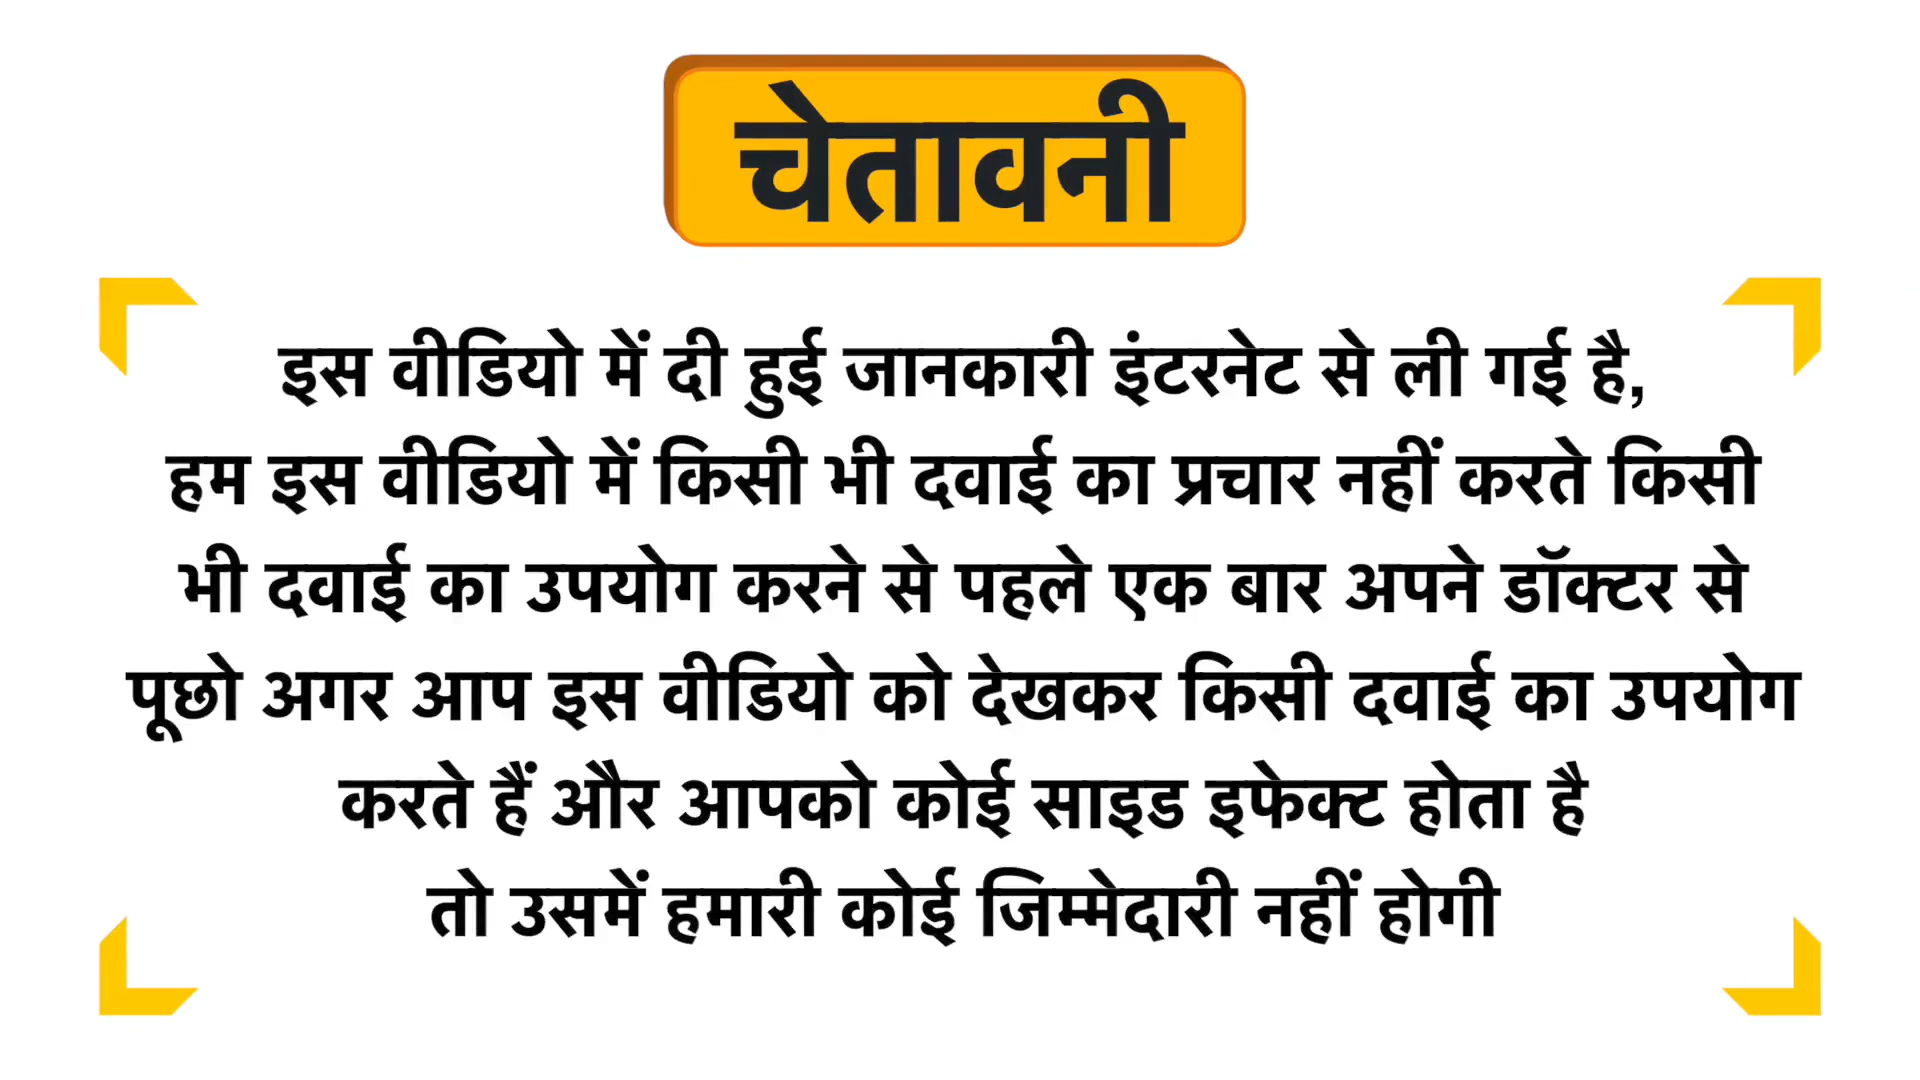 चेतावनी
इस वीडियो में दी हुई जानकारी इंटरनेट से ली गई है,
हम इस वीडियो में किसी भी दवाई का प्रचार नहीं करते किसी
भी दवाई का उपयोग करने से पहले एक बार अपने डॉक्टर से
पूछो अगर आप इस वीडियो को देखकर किसी दवाई का उपयोग
करते हैं और आपको कोई साइड इफेक्ट होता है
तो उसमें हमारी कोई जिम्मेदारी नहीं होगी